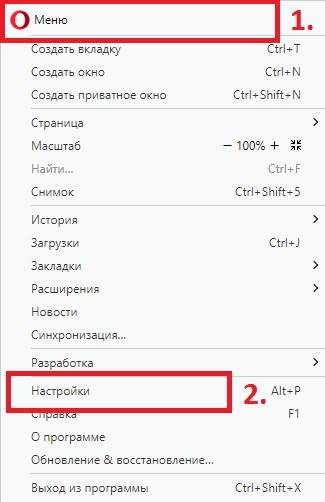 Меню 1.
Создать вкладку Ctrl+T
Создать окно Ctrl+N
Создать приватное окно Ctrl+Shift+N
Страница
Масштаб − 100% +
Найти... Ctrl+F
Снимок Ctrl+Shift+5
История
Загрузки Ctrl+J
Закладки
Расширения
Новости
Синхронизация...
Разработка
Настройки 2. Alt+P
Справка F1
О программе
Обновление & восстановление...
Выход из программы Ctrl+Shift+X